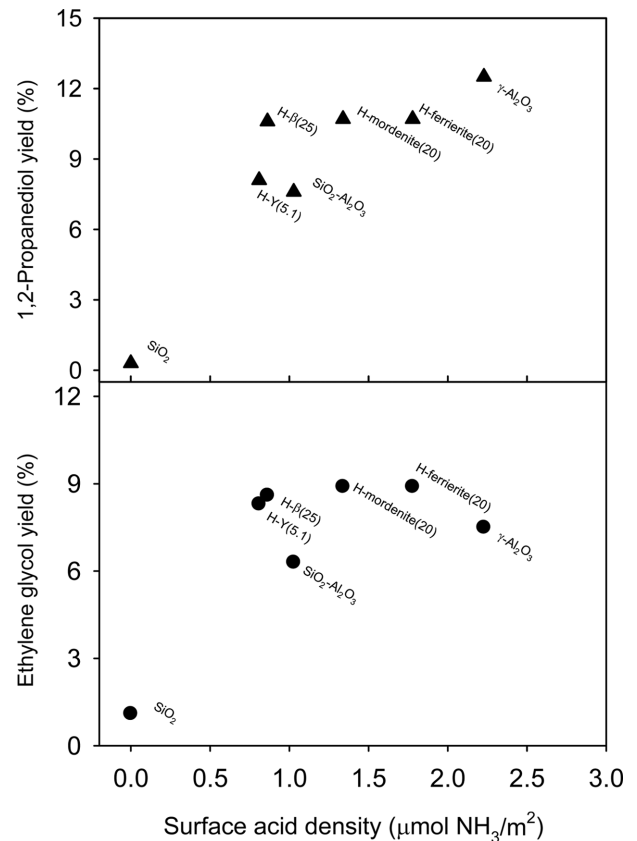 15
12
9
6
3
0
1,2-Propanediol yield (%)
γ-Al₂O₃
H-β(25)
H-mordenite(20)
H-ferrierite(20)
H-Y(5.1)
SiO₂-Al₂O₃
SiO₂
12
9
6
3
0
Ethylene glycol yield (%)
H-ferrierite(20)
H-β(25)
H-mordenite(20)
H-Y(5.1)
γ-Al₂O₃
SiO₂-Al₂O₃
SiO₂
0.0 0.5 1.0 1.5 2.0 2.5 3.0
Surface acid density (μmol NH₃/m²)